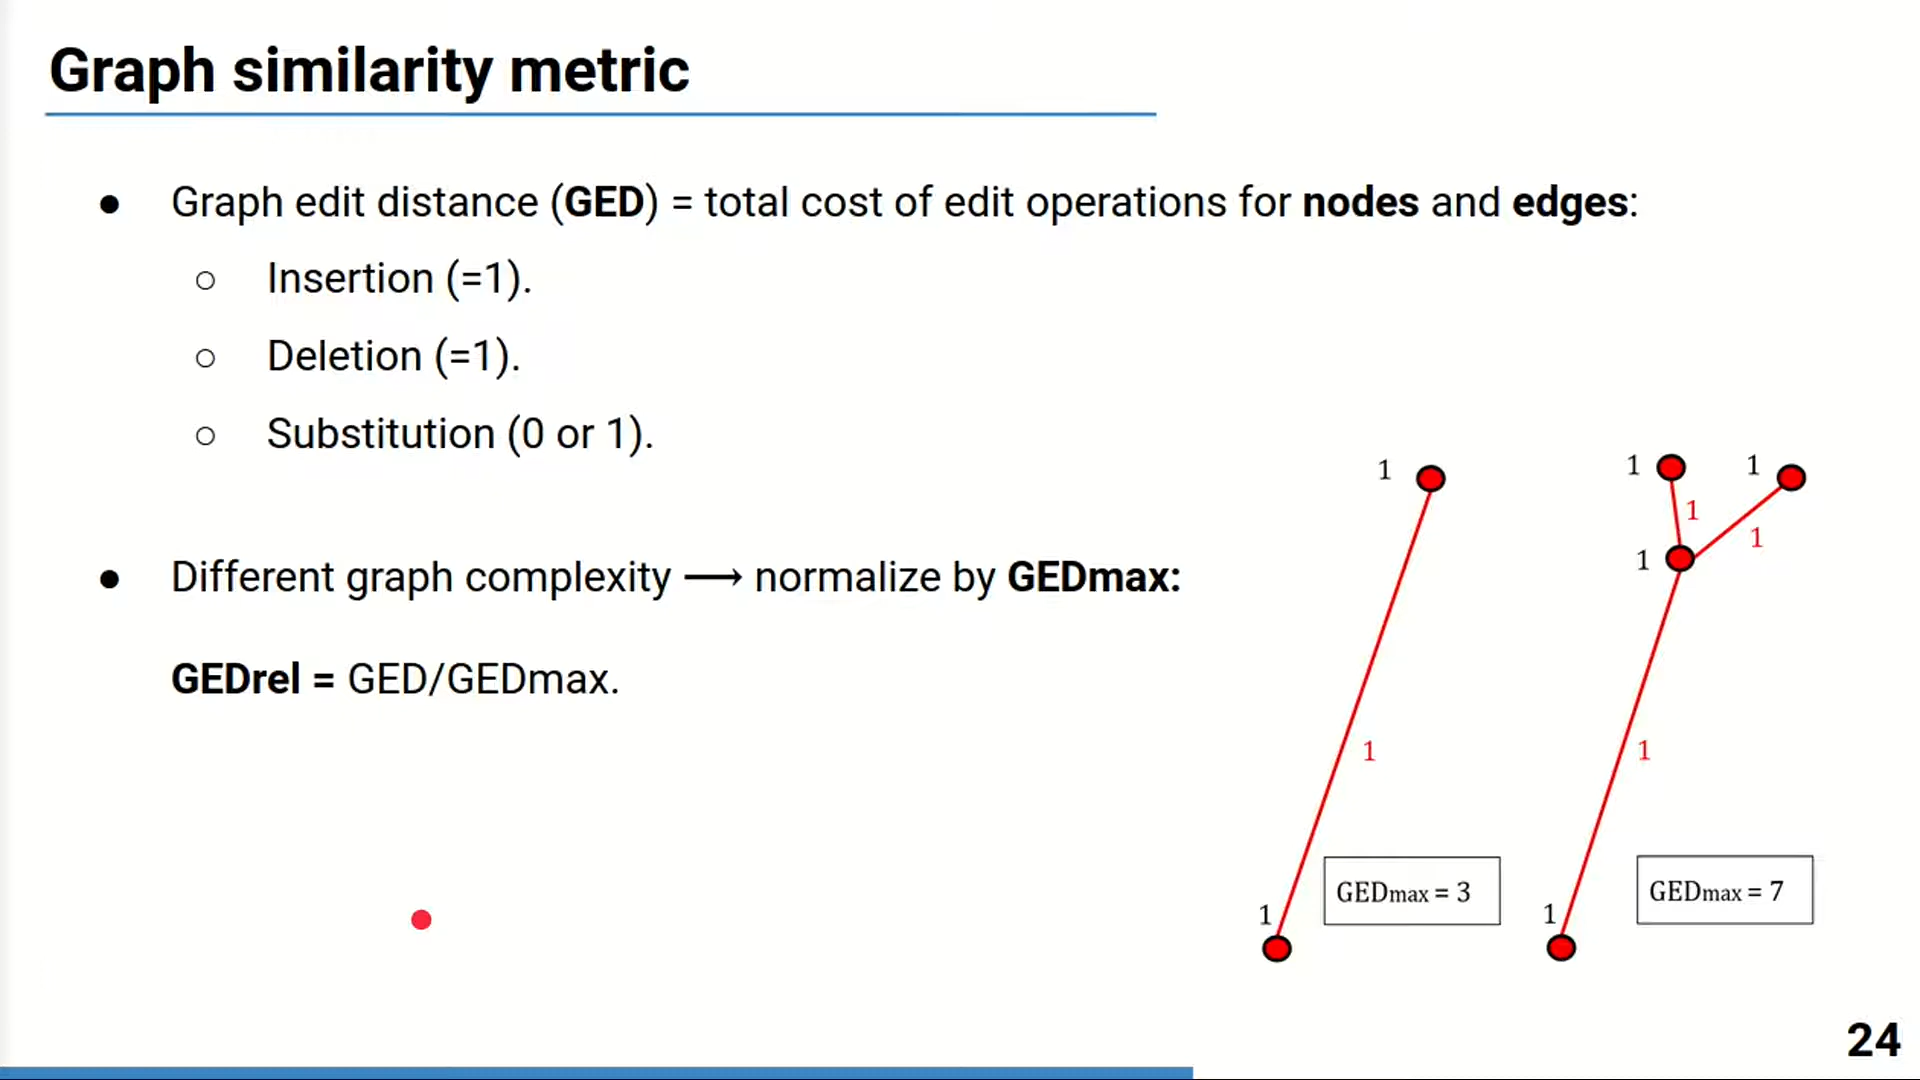 Graph similarity metric
● Graph edit distance (GED) = total cost of edit operations for nodes and edges:
○ Insertion (=1).
○ Deletion (=1).
○ Substitution (0 or 1).
● Different graph complexity ⟶ normalize by GEDmax:
GEDrel = GED/GEDmax.
1
1
1
GEDmax = 3
1
1
1
1
1
1
1
GEDmax = 7
24